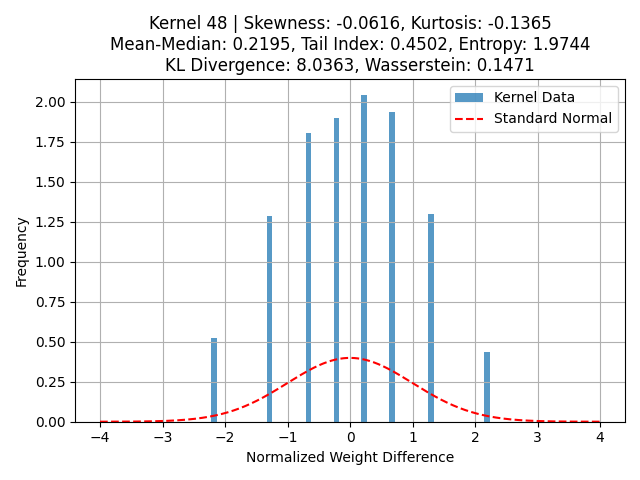 Kernel 48 | Skewness: -0.0616, Kurtosis: -0.1365
Mean-Median: 0.2195, Tail Index: 0.4502, Entropy: 1.9744
KL Divergence: 8.0363, Wasserstein: 0.1471
Kernel Data
Standard Normal
2.00
1.75
1.50
1.25
1.00
0.75
0.50
0.25
0.00
Frequency
−4 −3 −2 −1 0 1 2 3 4
Normalized Weight Difference